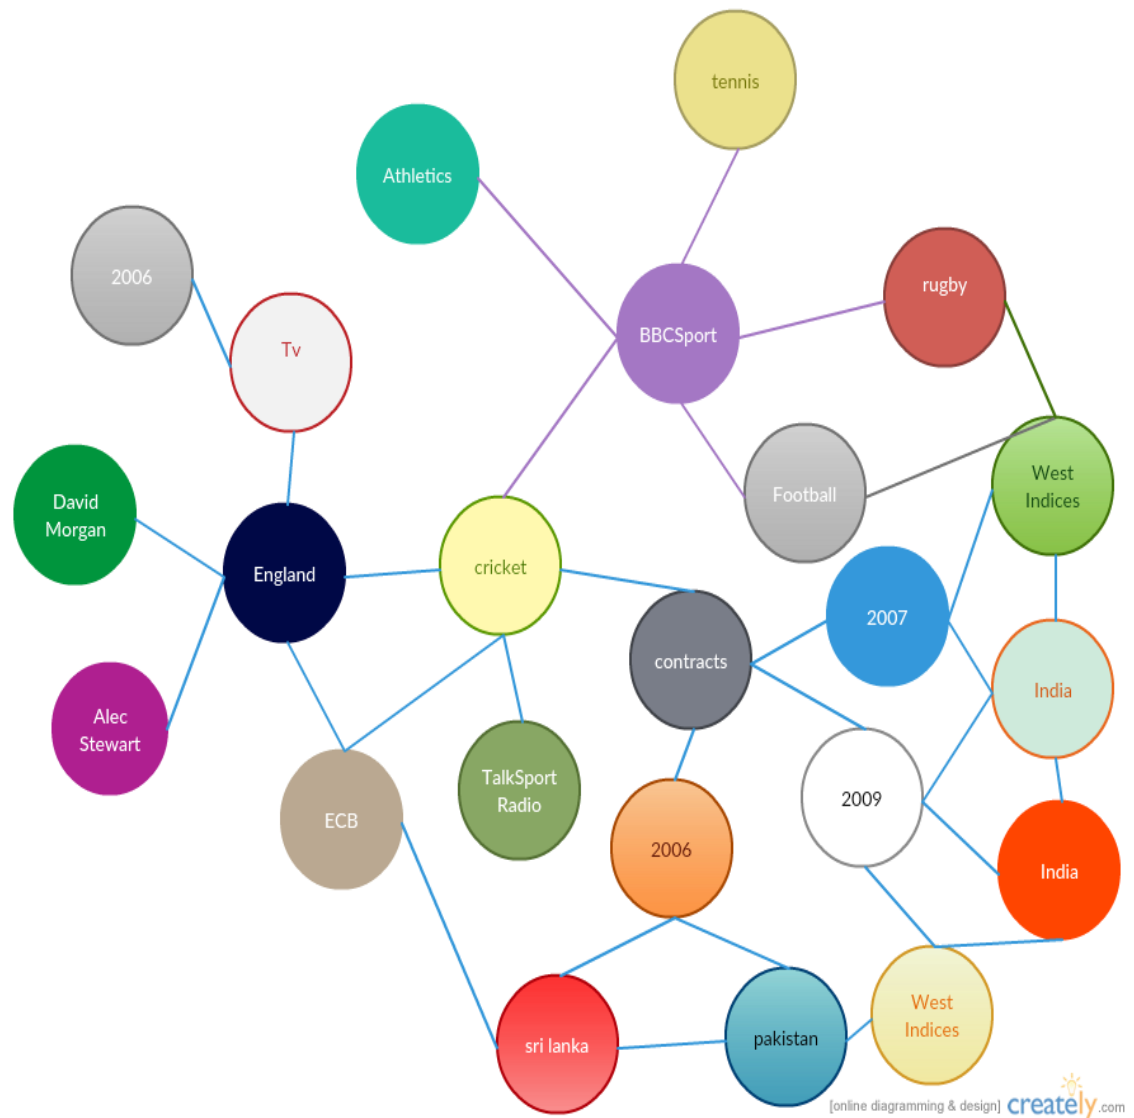 tennis
Athletics
2006
rugby
BBCSport
Tv
West
Indices
Football
David
Morgan
cricket
England
2007
contracts
India
Alec
Stewart
TalkSport
Radio
2009
ECB
2006
India
West
Indices
pakistan
sri lanka
[online diagramming & design] creately.com